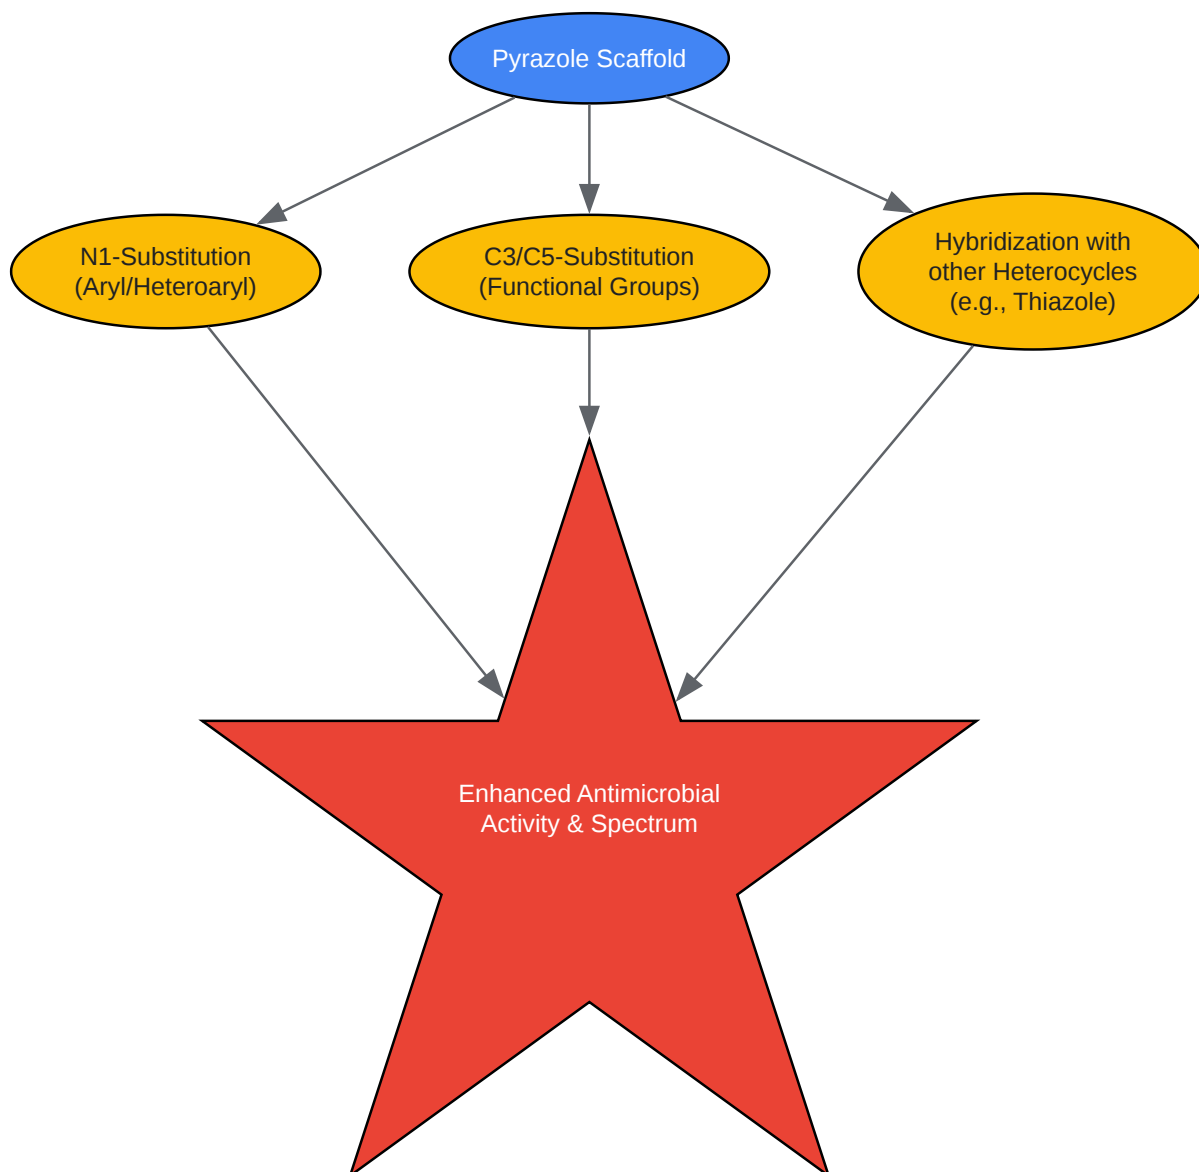 Pyrazole Scaffold
N1-Substitution
(Aryl/Heteroaryl)
C3/C5-Substitution
(Functional Groups)
Hybridization with
other Heterocycles
(e.g., Thiazole)
Enhanced Antimicrobial
Activity & Spectrum